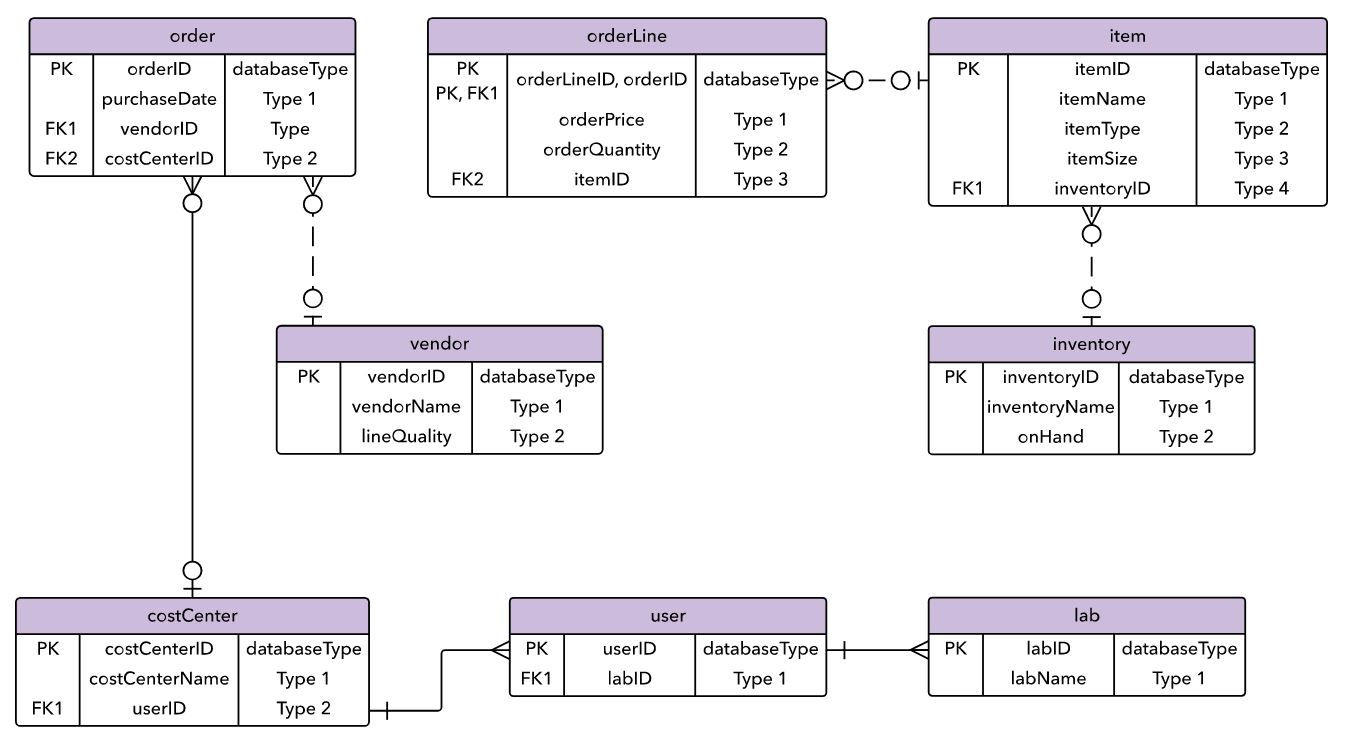 order
PK orderID databaseType
purchaseDate Type 1
FK1 vendorID Type
FK2 costCenterID Type 2
orderLine
PK
PK, FK1 orderLineID, orderID databaseType
orderPrice Type 1
orderQuantity Type 2
FK2 itemID Type 3
item
PK itemID databaseType
itemName Type 1
itemType Type 2
itemSize Type 3
FK1 inventoryID Type 4
vendor
PK vendorID databaseType
vendorName Type 1
lineQuality Type 2
inventory
PK inventoryID databaseType
inventoryName Type 1
onHand Type 2
costCenter
PK costCenterID databaseType
costCenterName Type 1
FK1 userID Type 2
user
PK userID databaseType
FK1 labID Type 1
lab
PK labID databaseType
labName Type 1